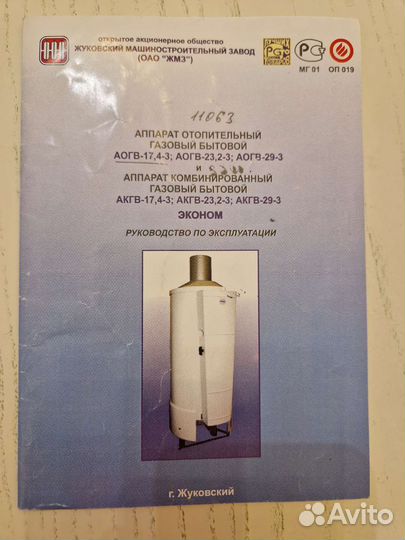 открытое акционерное общество
ЖУКОВСКИЙ МАШИНОСТРОИТЕЛЬНЫЙ ЗАВОД
(ОАО "ЖМЗ")
МГ 01 ОП 019
11063
АППАРАТ ОТОПИТЕЛЬНЫЙ
ГАЗОВЫЙ БЫТОВОЙ
АОГВ-17,4-3; АОГВ-23,2-3; АОГВ-29-3
и
АППАРАТ КОМБИНИРОВАННЫЙ
ГАЗОВЫЙ БЫТОВОЙ
АКГВ-17,4-3; АКГВ-23,2-3; АКГВ-29-3
ЭКОНОМ
РУКОВОДСТВО ПО ЭКСПЛУАТАЦИИ
г. Жуковский
Avito